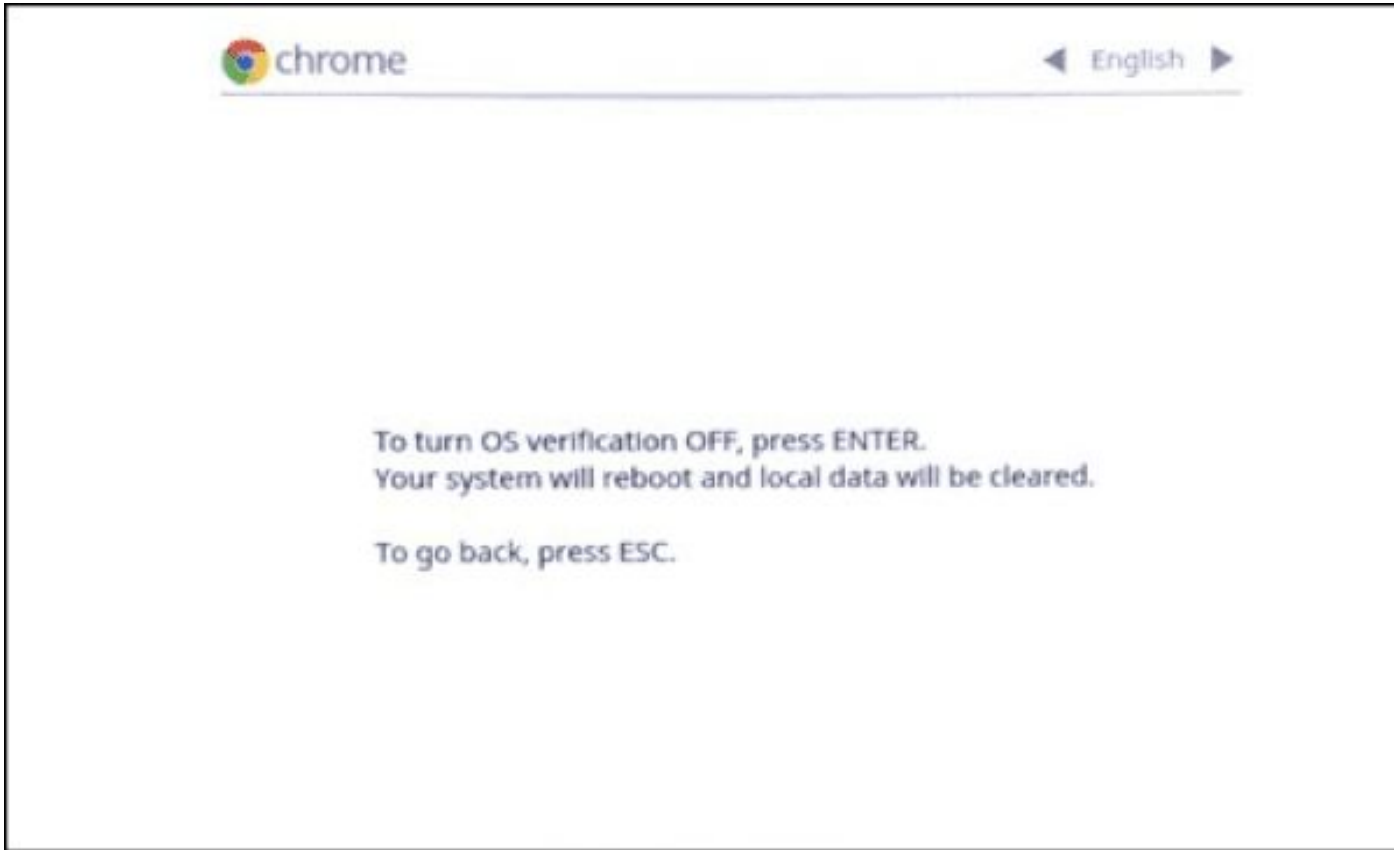 chrome
English
To turn OS verification OFF, press ENTER.
Your system will reboot and local data will be cleared.
To go back, press ESC.